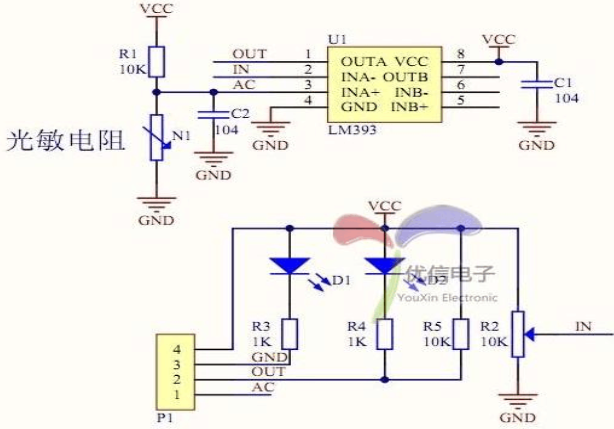 VCC
R1
10K
OUT
IN
AC
C2
104
光敏电阻
N1
GND
GND
GND
U1
1
2
3
4
OUTA VCC
INA- OUTB
INA+ INB-
GND INB+
8
7
6
5
LM393
VCC
C1
104
GND
VCC
D1
D2
优信电子
YouXin Electronic
R3
1K
R4
1K
R5
10K
R2
10K
IN
GND
4
3
2
1
GND
OUT
AC
P1